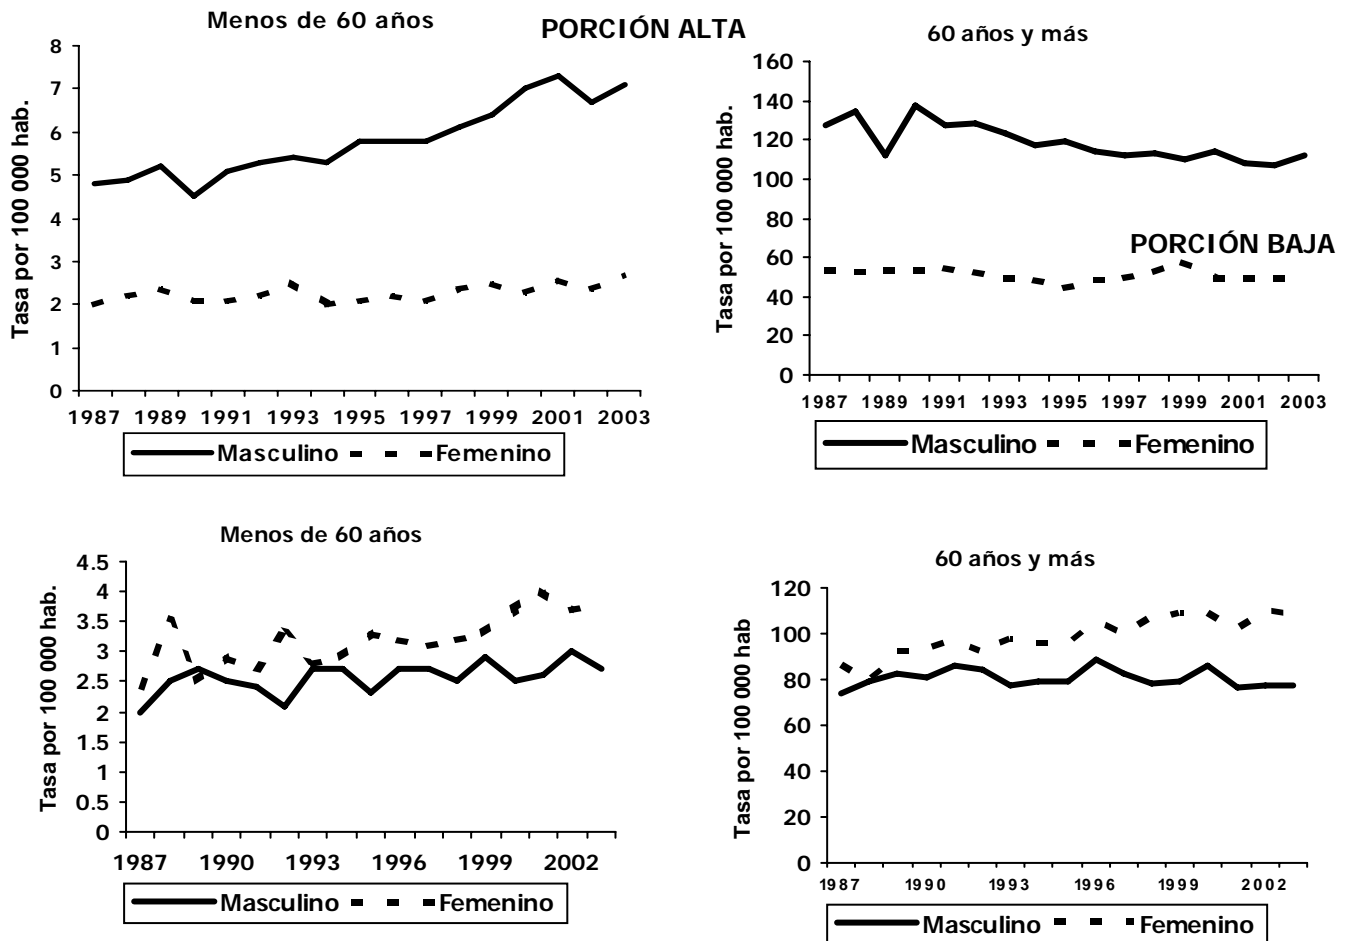 Menos de 60 años
PORCIÓN ALTA
60 años y más
Tasa por 100 000 hab.
8
7
6
5
4
3
2
1
0
1987 1989 1991 1993 1995 1997 1999 2001 2003
Masculino Femenino
Tasa por 100 000 hab.
160
140
120
100
80
60
40
20
0
PORCIÓN BAJA
1987 1989 1991 1993 1995 1997 1999 2001 2003
Masculino Femenino
Menos de 60 años
Tasa por 100 000 hab.
4.5
4
3.5
3
2.5
2
1.5
1
0.5
0
1987 1990 1993 1996 1999 2002
Masculino Femenino
60 años y más
Tasa por 100 000 hab
120
100
80
60
40
20
0
1987 1990 1993 1996 1999 2002
Masculino Femenino